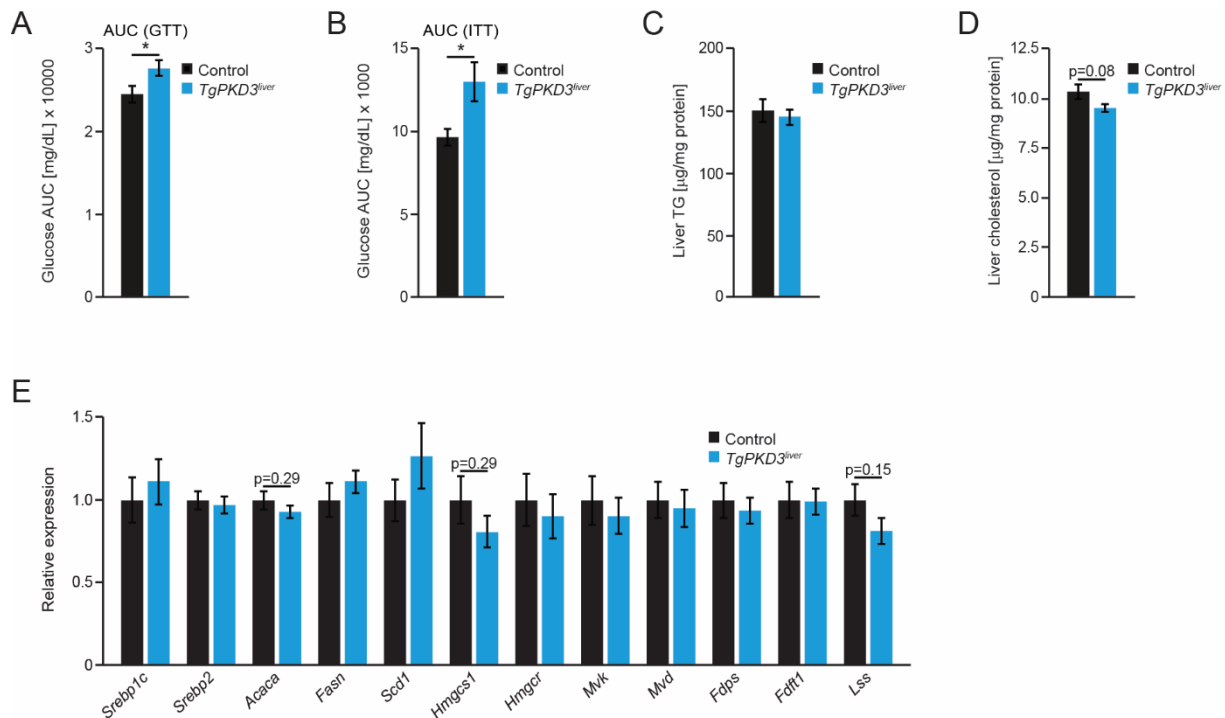 A
AUC (GTT)
*
Glucose AUC [mg/dL] x 10000
3
2
1
0
Control
TgPKD3liver
B
AUC (ITT)
*
Glucose AUC [mg/dL] x 1000
15
10
5
0
Control
TgPKD3liver
C
Liver TG [µg/mg protein]
200
150
100
50
0
Control
TgPKD3liver
D
Liver cholesterol [µg/mg protein]
12.5
10.0
7.5
5.0
2.5
0
p=0.08
Control
TgPKD3liver
E
Relative expression
1.5
1.0
0.5
0
Control
TgPKD3liver
p=0.29
p=0.29
p=0.15
Srebp1c
Srebp2
Acaca
Fasn
Scd1
Hmgcs1
Hmgcr
Mvk
Mvd
Fdps
Fdft1
Lss